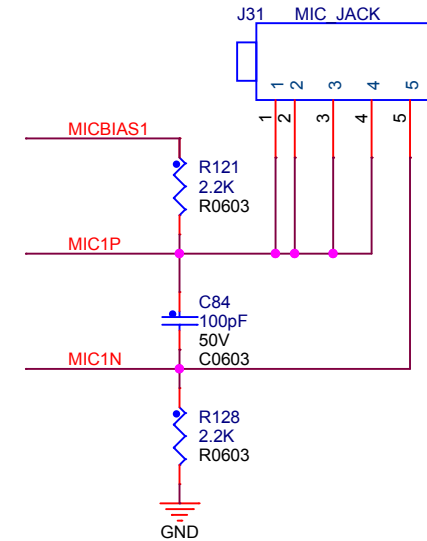 J31 MIC_JACK
1 2 3 4 5
1 2 3 4 5
MICBIAS1
R121
2.2K
R0603
MIC1P
C84
100pF
50V
C0603
MIC1N
R128
2.2K
R0603
GND